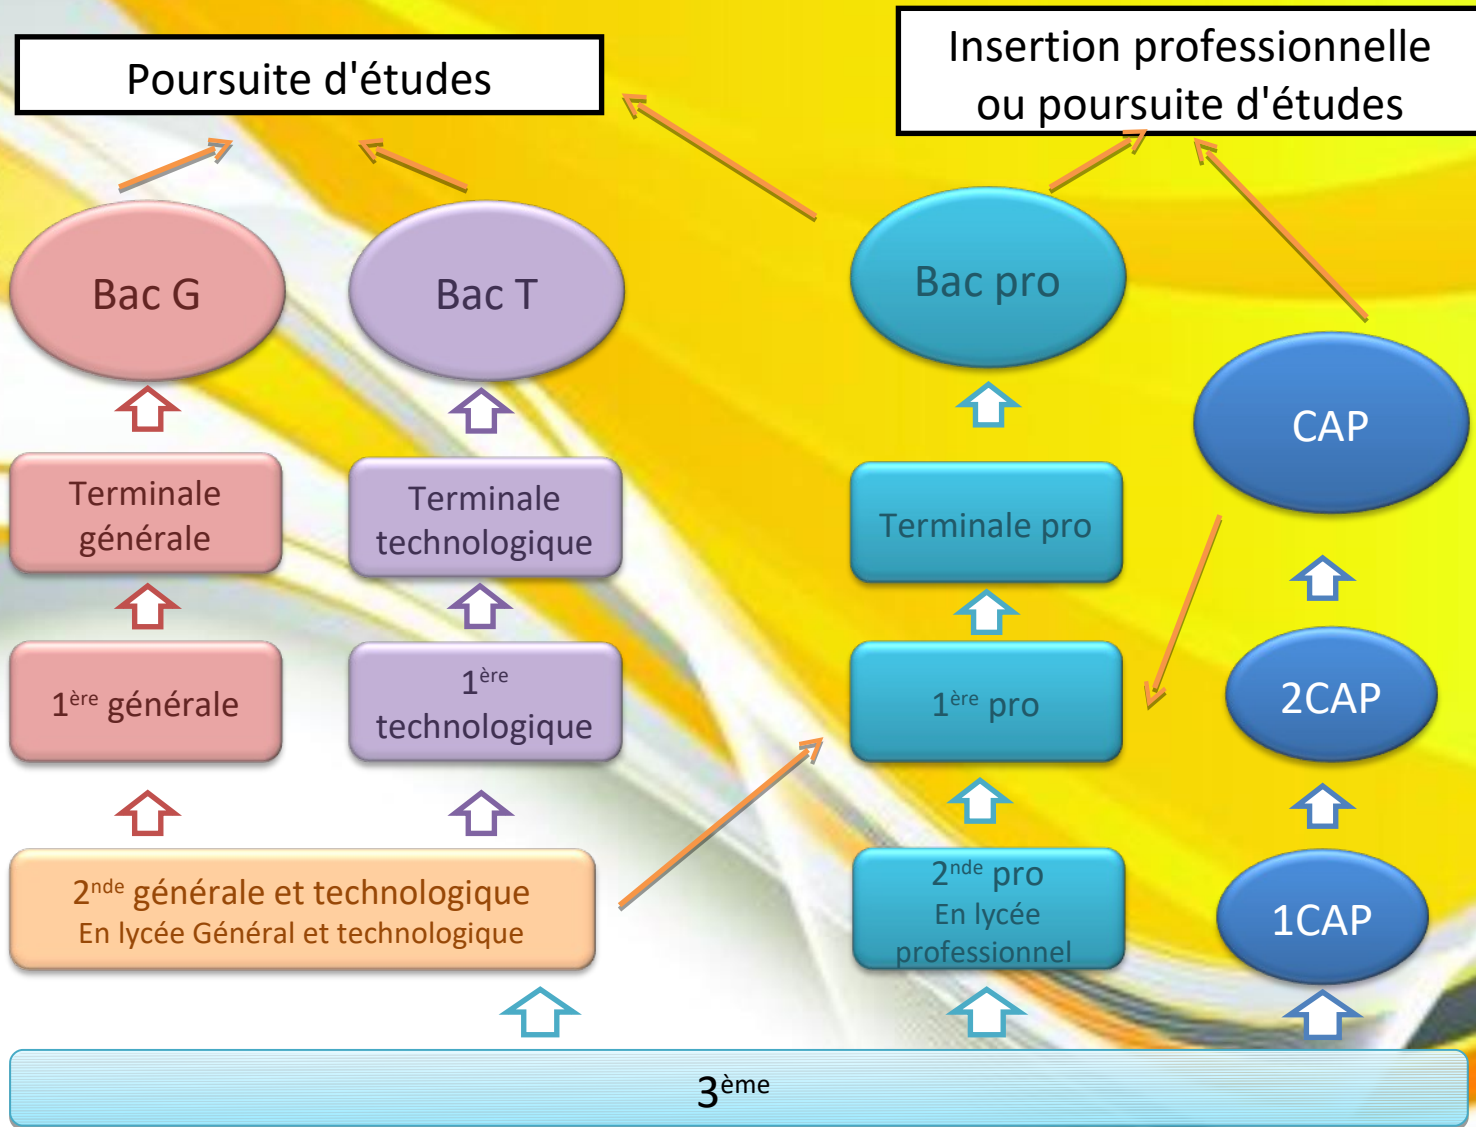 Poursuite d'études
Insertion professionnelle
ou poursuite d'études
Bac G
Bac T
Bac pro
CAP
Terminale
générale
Terminale
technologique
Terminale pro
1ère générale
1ère
technologique
1ère pro
2CAP
2nde générale et technologique
En lycée Général et technologique
2nde pro
En lycée
professionnel
1CAP
3ème